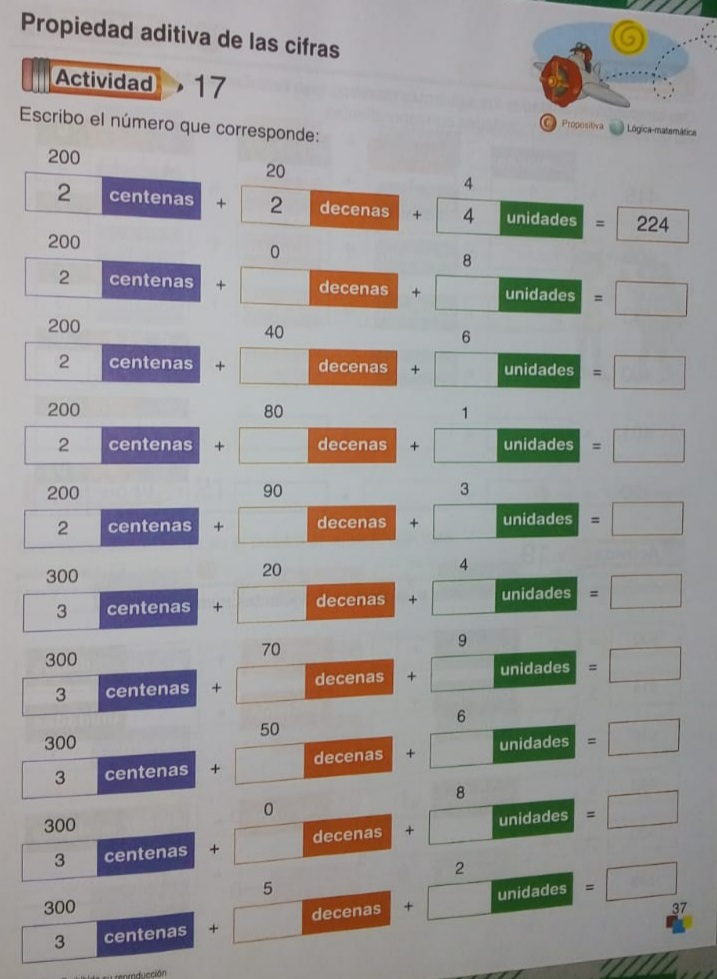 Propiedad aditiva de las cifras
Actividad 17
Propositiva Lógica-matemática
Escribo el número que corresponde:
200 20 4
2 centenas + 2 decenas + 4 unidades = 224
200 0 8
2 centenas + decenas + unidades =
200 40 6
2 centenas + decenas + unidades =
200 80 1
2 centenas + decenas + unidades =
200 90 3
2 centenas + decenas + unidades =
300 20 4
3 centenas + decenas + unidades =
300 70 9
3 centenas + decenas + unidades =
300 50 6
3 centenas + decenas + unidades =
300 0 8
3 centenas + decenas + unidades =
300 5 2
3 centenas + decenas + unidades =
37
su reproducción